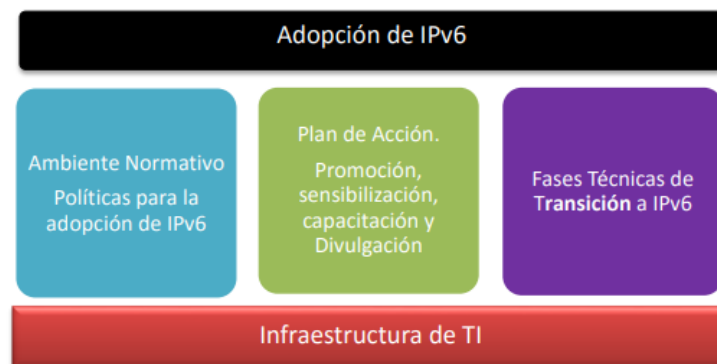 Adopción de IPv6
Ambiente Normativo
Políticas para la
adopción de IPv6
Plan de Acción.
Promoción,
sensibilización,
capacitación y
Divulgación
Fases Técnicas de
Transición a IPv6
Infraestructura de TI